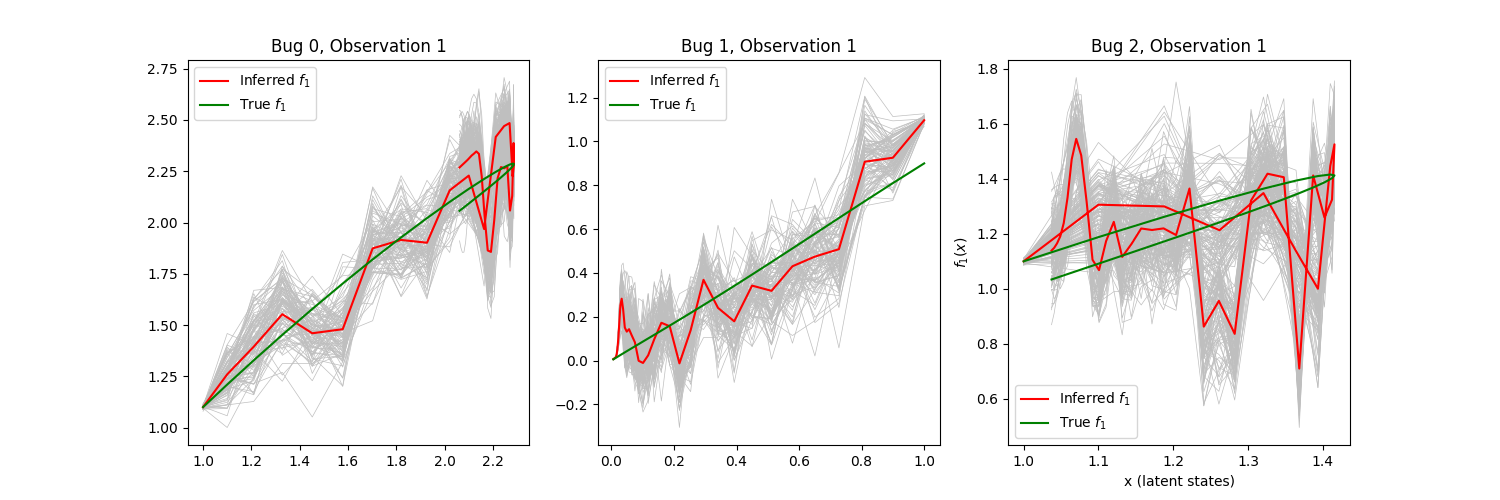 Bug 0, Observation 1
Inferred f₁
True f₁
2.75
2.50
2.25
2.00
1.75
1.50
1.25
1.00
1.0 1.2 1.4 1.6 1.8 2.0 2.2
Bug 1, Observation 1
Inferred f₁
True f₁
1.2
1.0
0.8
0.6
0.4
0.2
0.0
−0.2
0.0 0.2 0.4 0.6 0.8 1.0
Bug 2, Observation 1
f₁(x)
1.8
1.6
1.4
1.2
1.0
0.8
0.6
Inferred f₁
True f₁
1.0 1.1 1.2 1.3 1.4
x (latent states)